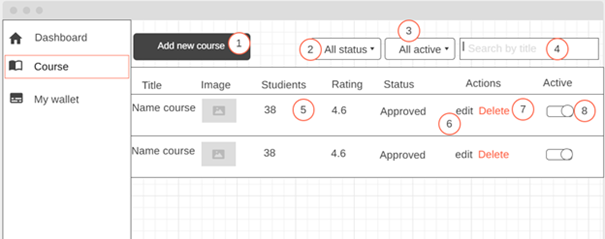 Dashboard
Course
My wallet
Add new course 1
2 All status
3
All active
Search by title 4
Title Image Studients Rating Status Actions Active
Name course 38 5 4.6 Approved edit Delete 7 8
6
Name course 38 4.6 Approved edit Delete